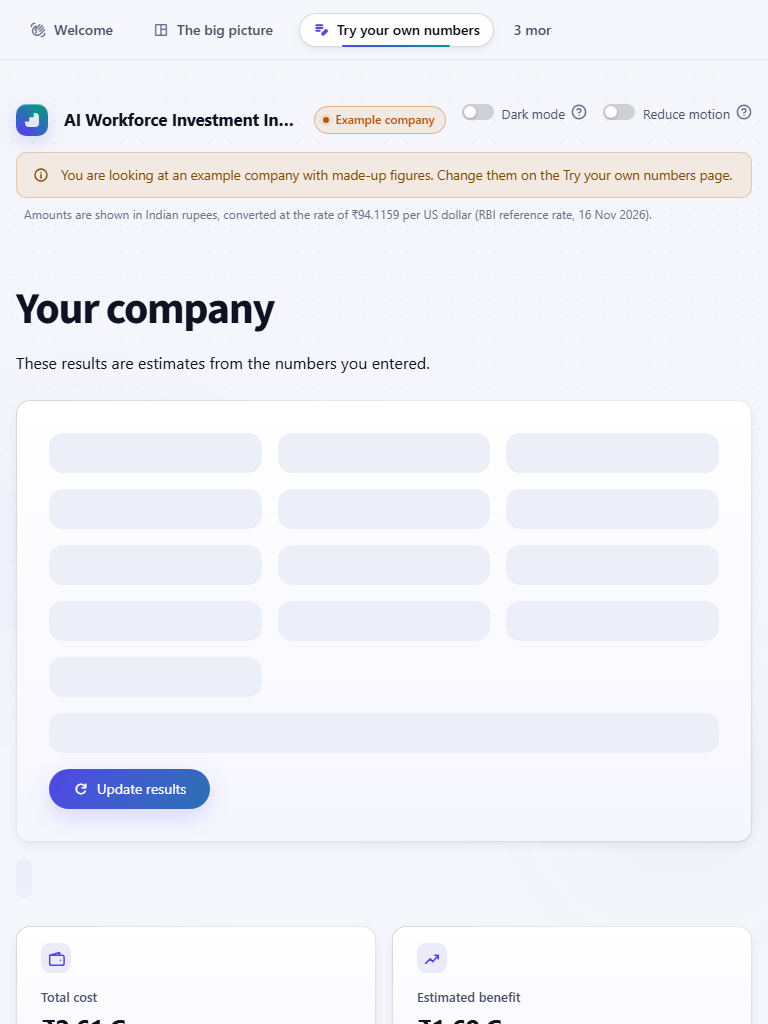 Welcome
The big picture
Try your own numbers
3 mor
AI Workforce Investment In...
Example company
Dark mode
Reduce motion
You are looking at an example company with made-up figures. Change them on the Try your own numbers page.
Amounts are shown in Indian rupees, converted at the rate of ₹94.1159 per US dollar (RBI reference rate, 16 Nov 2026).
Your company
These results are estimates from the numbers you entered.
Update results
Total cost
Estimated benefit